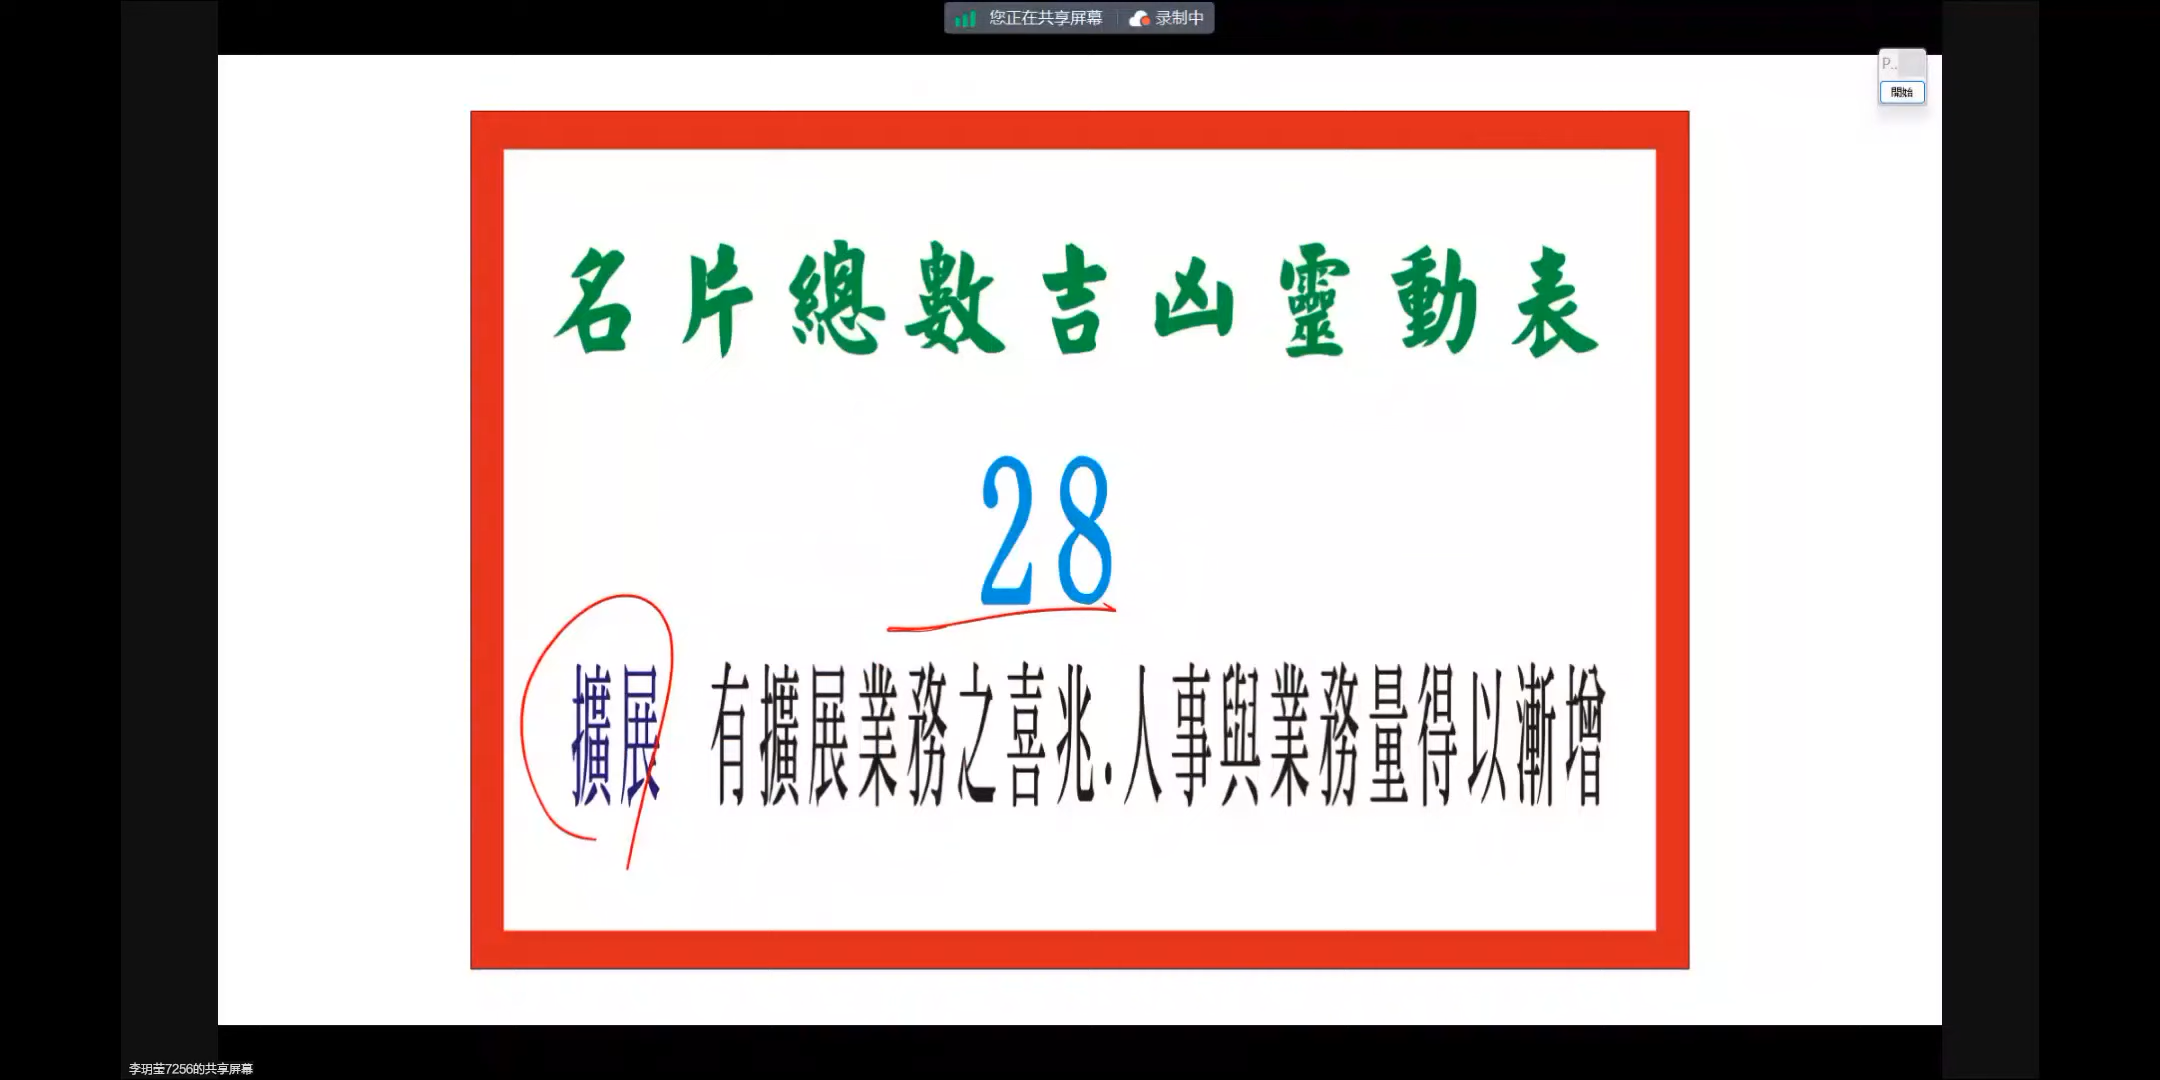 您正在共享屏幕 录制中
P..
開始
名片總數吉凶靈動表
28
擴展 有擴展業務之喜兆.人事與業務量得以漸增
李玥莹7256的共享屏幕